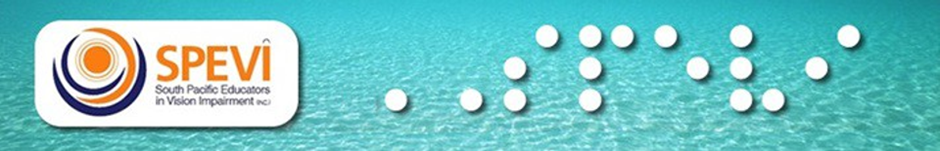 SPEVI
South Pacific Educators
in Vision Impairment (INC.)
⠠⠠⠎⠏⠑⠧⠊